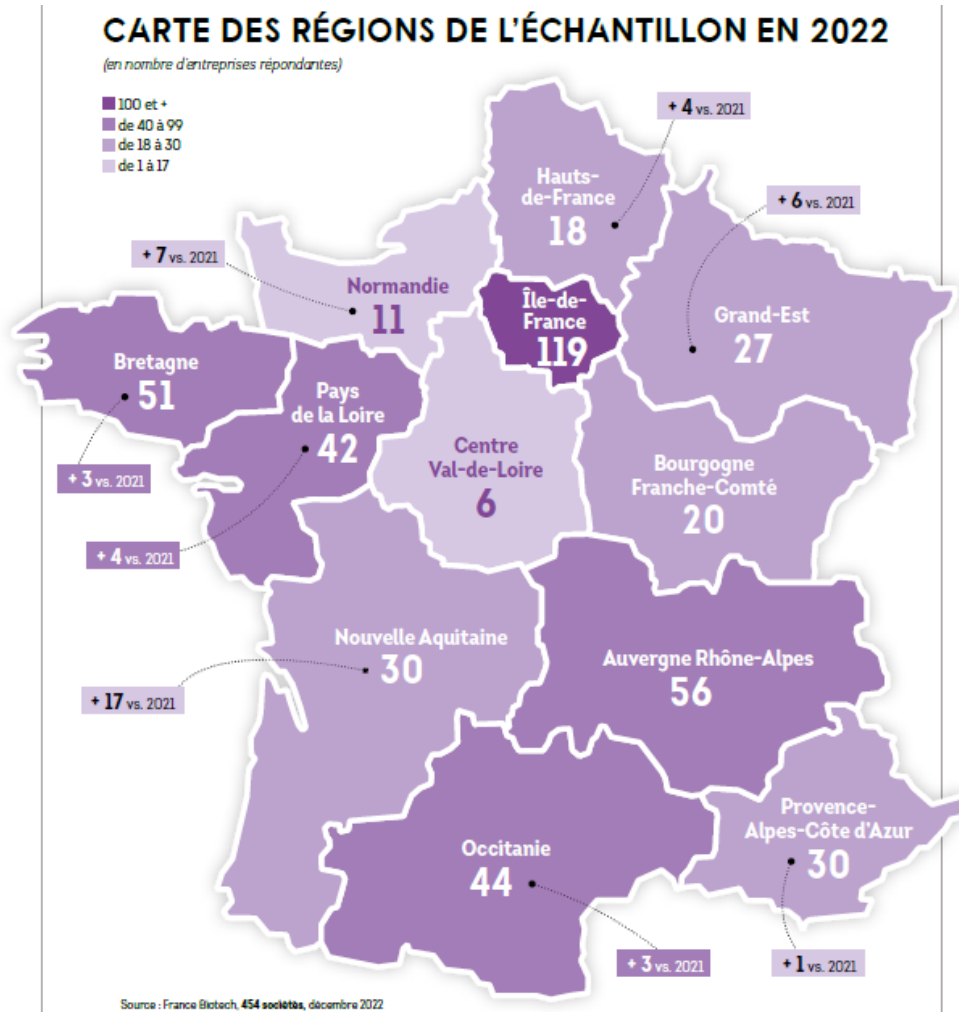 CARTE DES RÉGIONS DE L'ÉCHANTILLON EN 2022
(en nombre d'entreprises répondantes)
100 et +
de 40 à 99
de 18 à 30
de 1 à 17
+ 4 vs. 2021
Hauts-
de-France
18
+ 6 vs. 2021
+ 7 vs. 2021
Normandie
11
Île-de-
France
119
Grand-Est
27
Bretagne
51
Pays
de la Loire
42
Centre
Val-de-Loire
6
Bourgogne
Franche-Comté
20
+ 3 vs. 2021
+ 4 vs. 2021
Nouvelle Aquitaine
30
Auvergne Rhône-Alpes
56
+ 17 vs. 2021
Provence-
Alpes-Côte d'Azur
30
Occitanie
44
+ 3 vs. 2021
+ 1 vs. 2021
Source : France Biotech, 454 sociétés, décembre 2022